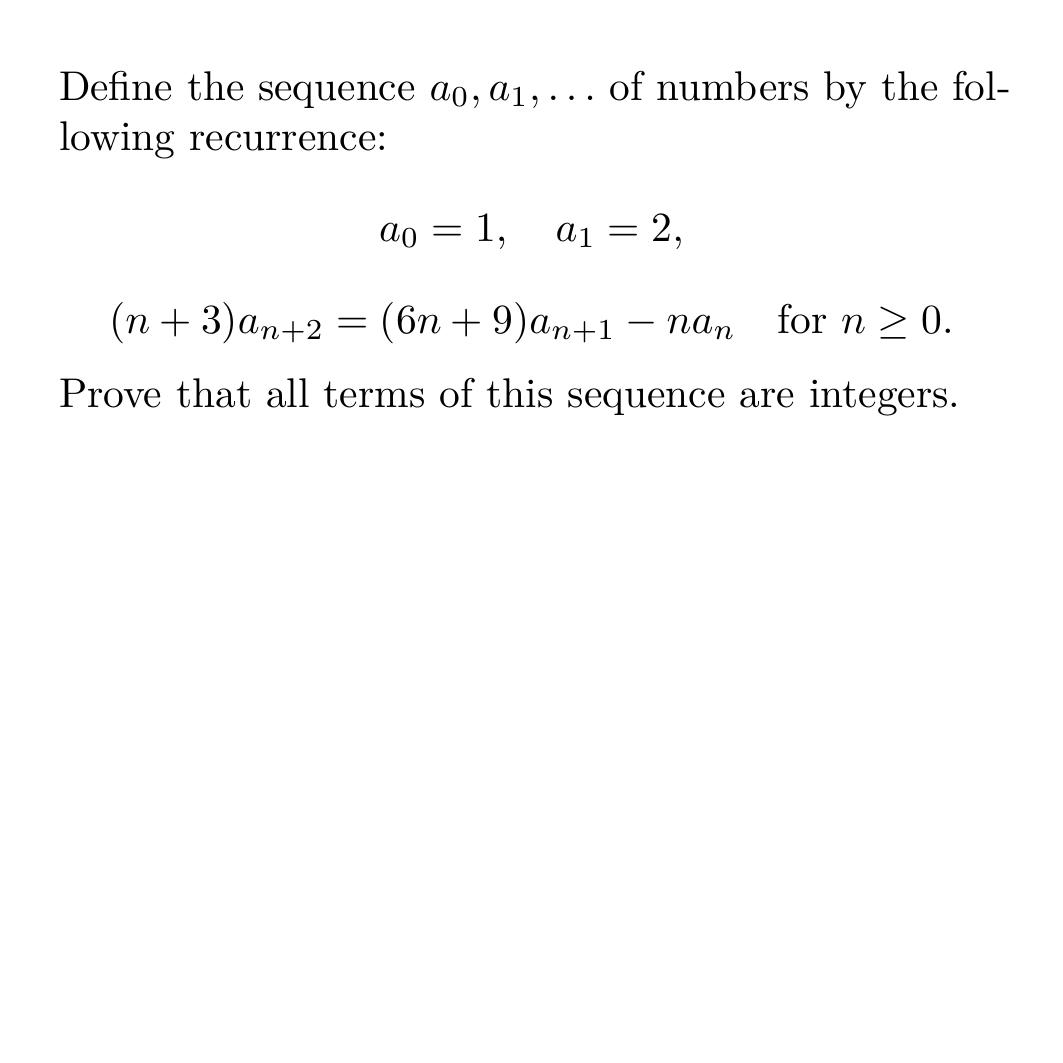 Define the sequence $a_0, a_1, \ldots$ of numbers by the fol-
lowing recurrence:
$a_0 = 1, \quad a_1 = 2,$
$(n + 3)a_{n+2} = (6n + 9)a_{n+1} - na_n \quad \text{for } n \geq 0.$
Prove that all terms of this sequence are integers.